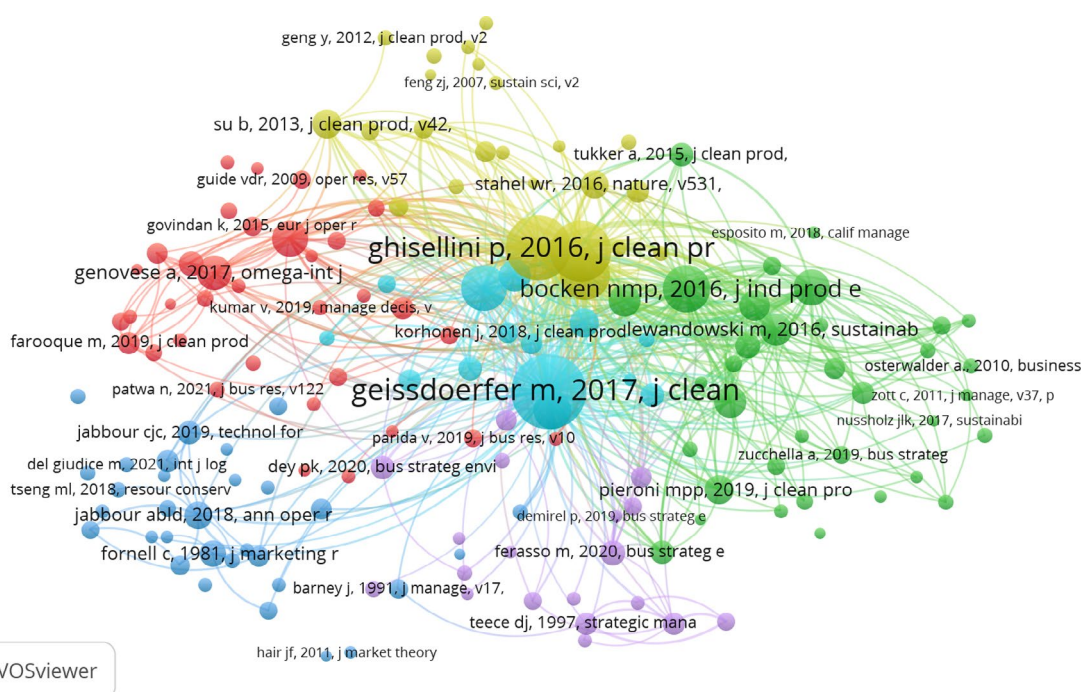 geng y, 2012, j clean prod, v2
feng zj, 2007, sustain sci, v2
su b, 2013, j clean prod, v42,
tukker a, 2015, j clean prod,
guide vdr, 2009, oper res, v57
stahel wr, 2016, nature, v531,
govindan k, 2015, eur j oper r
esposito m, 2018, calif manage
ghisellini p, 2016, j clean pr
genovese a, 2017, omega-int j
bocken nmp, 2016, j ind prod e
kumar v, 2019, manage decis, v
korhonen j, 2018, j clean prod
lewandowski m, 2016, sustainab
farooque m, 2019, j clean prod
osterwalder a., 2010, business
patwa n, 2021, j bus res, v122
geissdoerfer m, 2017, j clean
zott c, 2011, j manage, v37, p
nussholz jlk, 2017, sustainabi
jabbour cjc, 2019, technol for
parida v, 2019, j bus res, v10
zucchella a, 2019, bus strateg
del giudice m, 2021, int j log
dey pk, 2020, bus strateg envi
tseng ml, 2018, resour conserv
pieroni mpp, 2019, j clean pro
jabbour abld, 2018, ann oper r
demirel p, 2019, bus strateg e
fornell c, 1981, j marketing r
ferasso m, 2020, bus strateg e
barney j, 1991, j manage, v17,
teece dj, 1997, strategic mana
hair jf, 2011, j market theory
VOSviewer